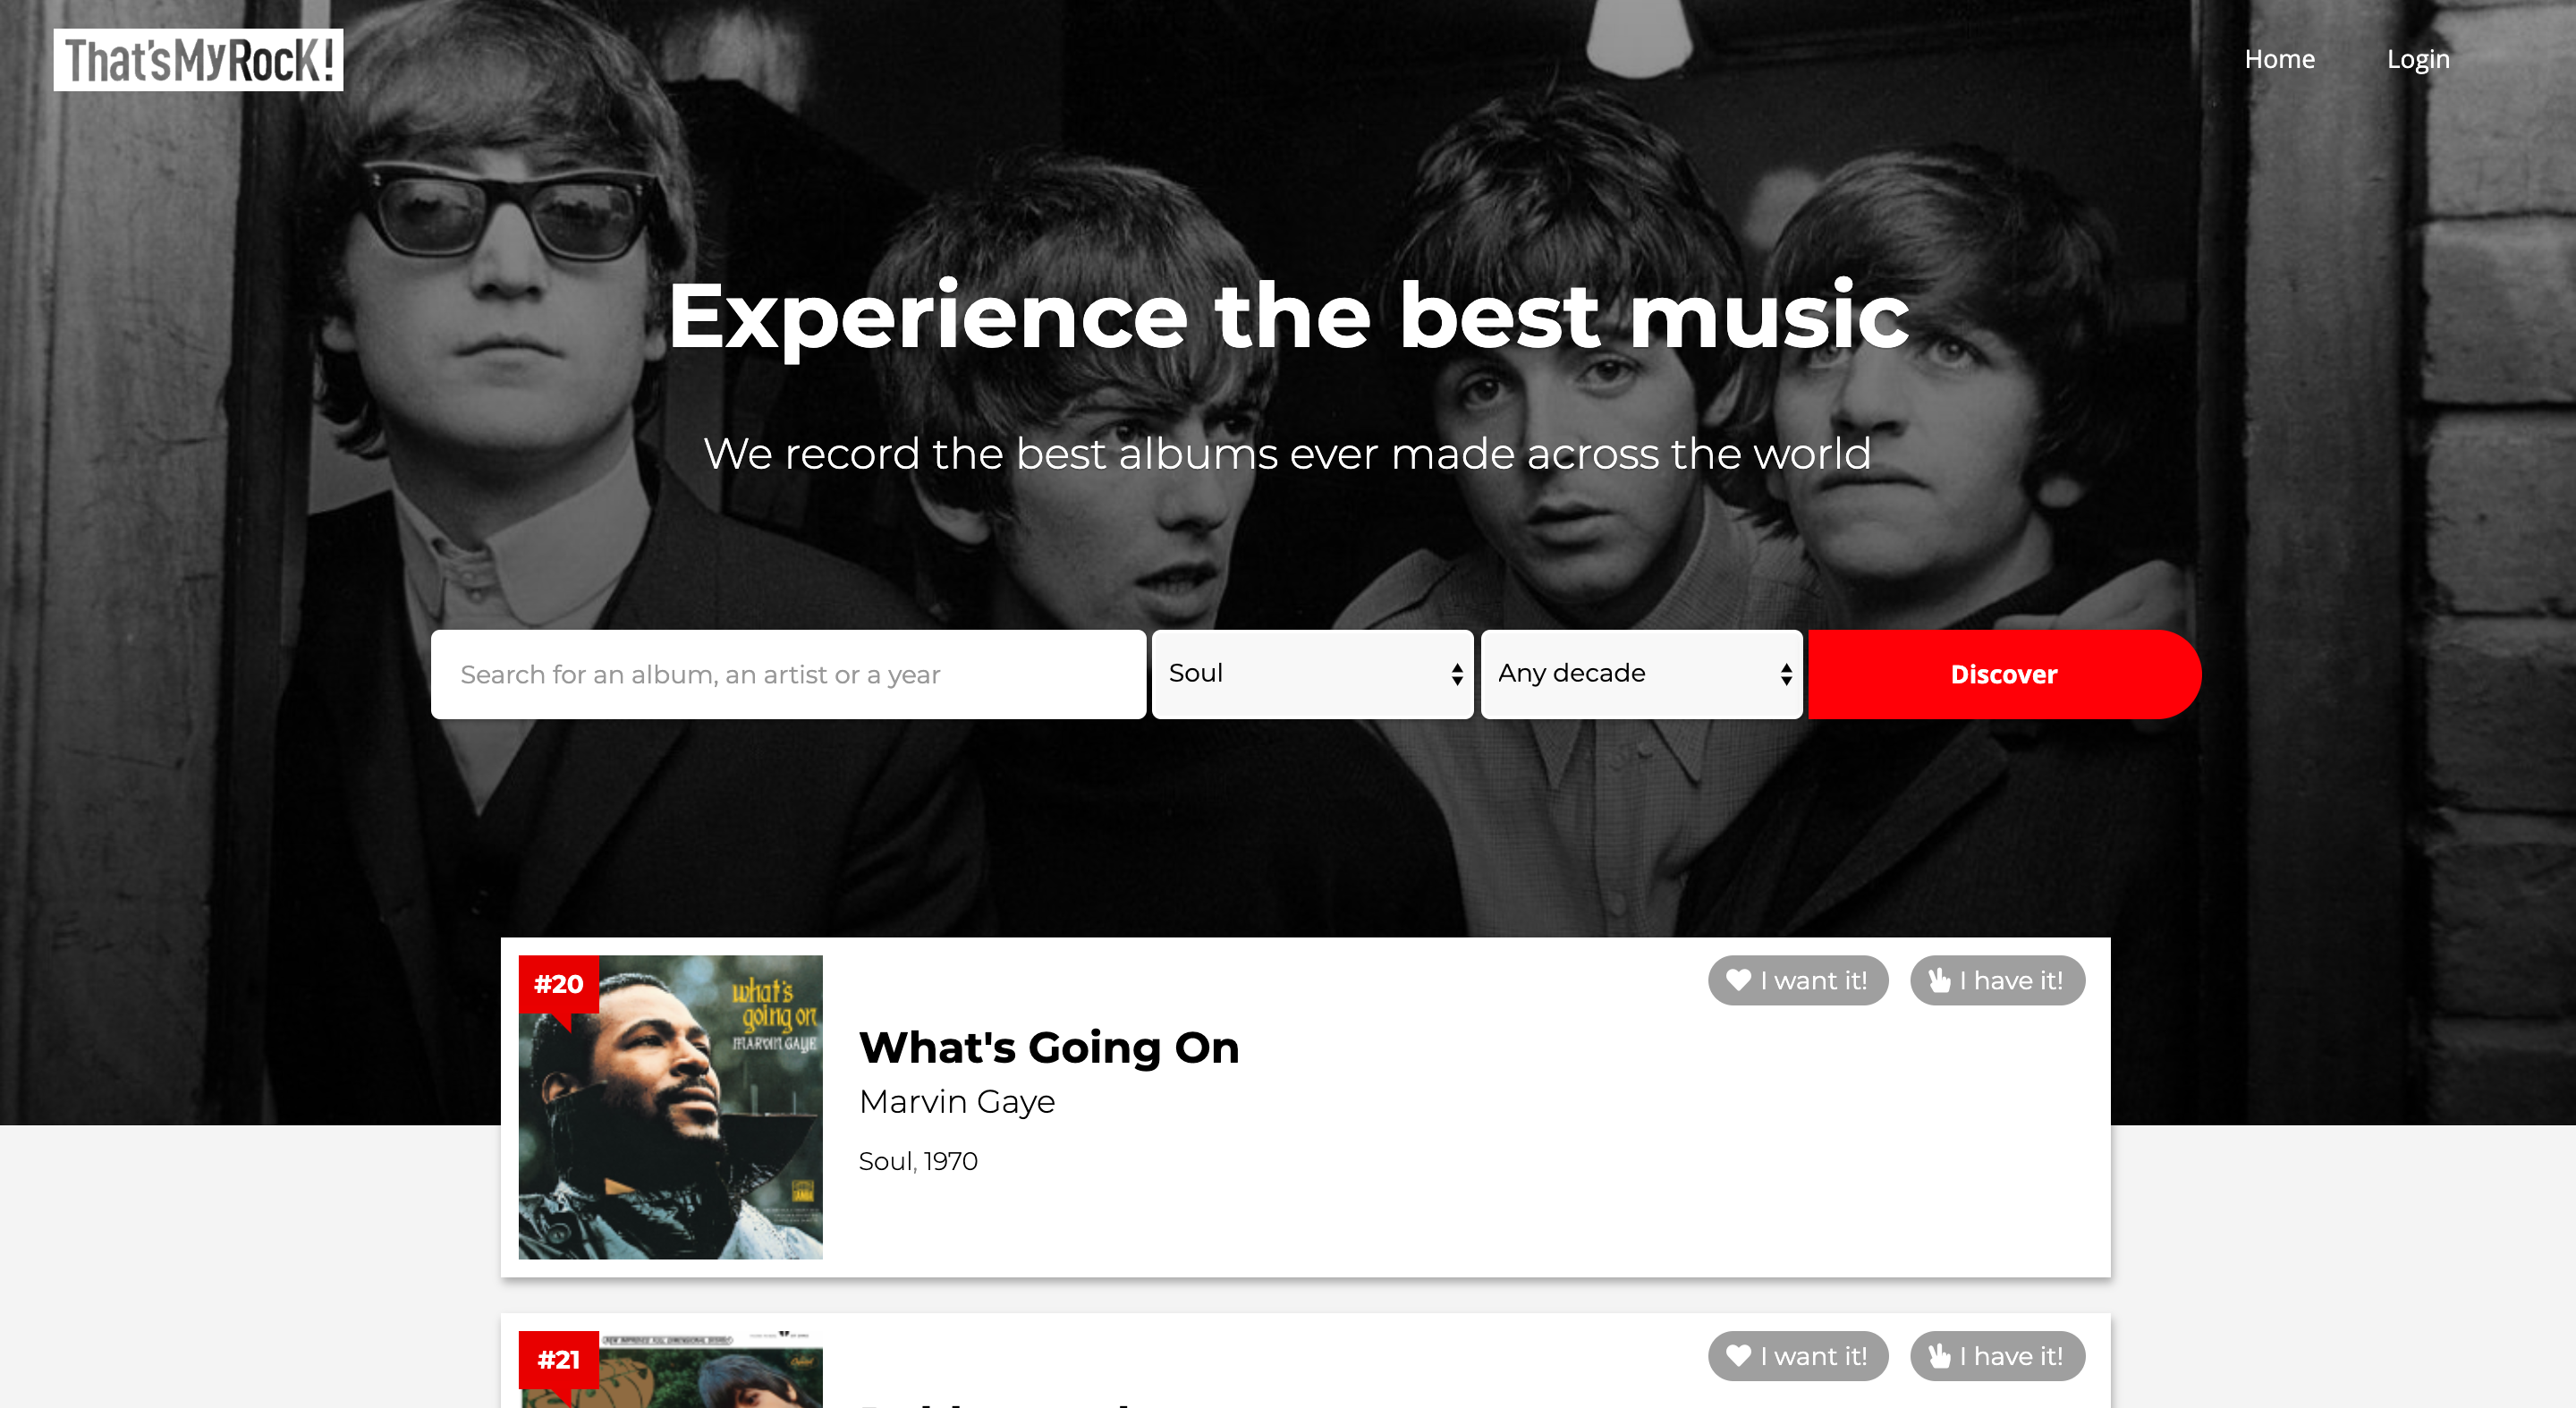 That'sMyRocK!
Home
Login
Experience the best music
We record the best albums ever made across the world
Search for an album, an artist or a year
Soul
Any decade
Discover
#20
what's
going on
MARVIN GAYE
I want it!
I have it!
What's Going On
Marvin Gaye
Soul, 1970
#21
I want it!
I have it!